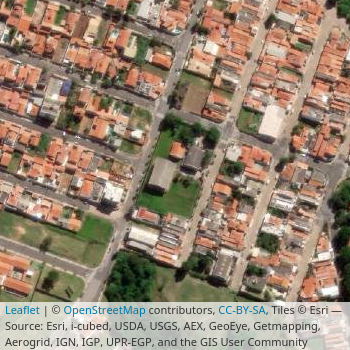 Leaflet | © OpenStreetMap contributors, CC-BY-SA, Tiles © Esri —
Source: Esri, i-cubed, USDA, USGS, AEX, GeoEye, Getmapping,
Aerogrid, IGN, IGP, UPR-EGP, and the GIS User Community